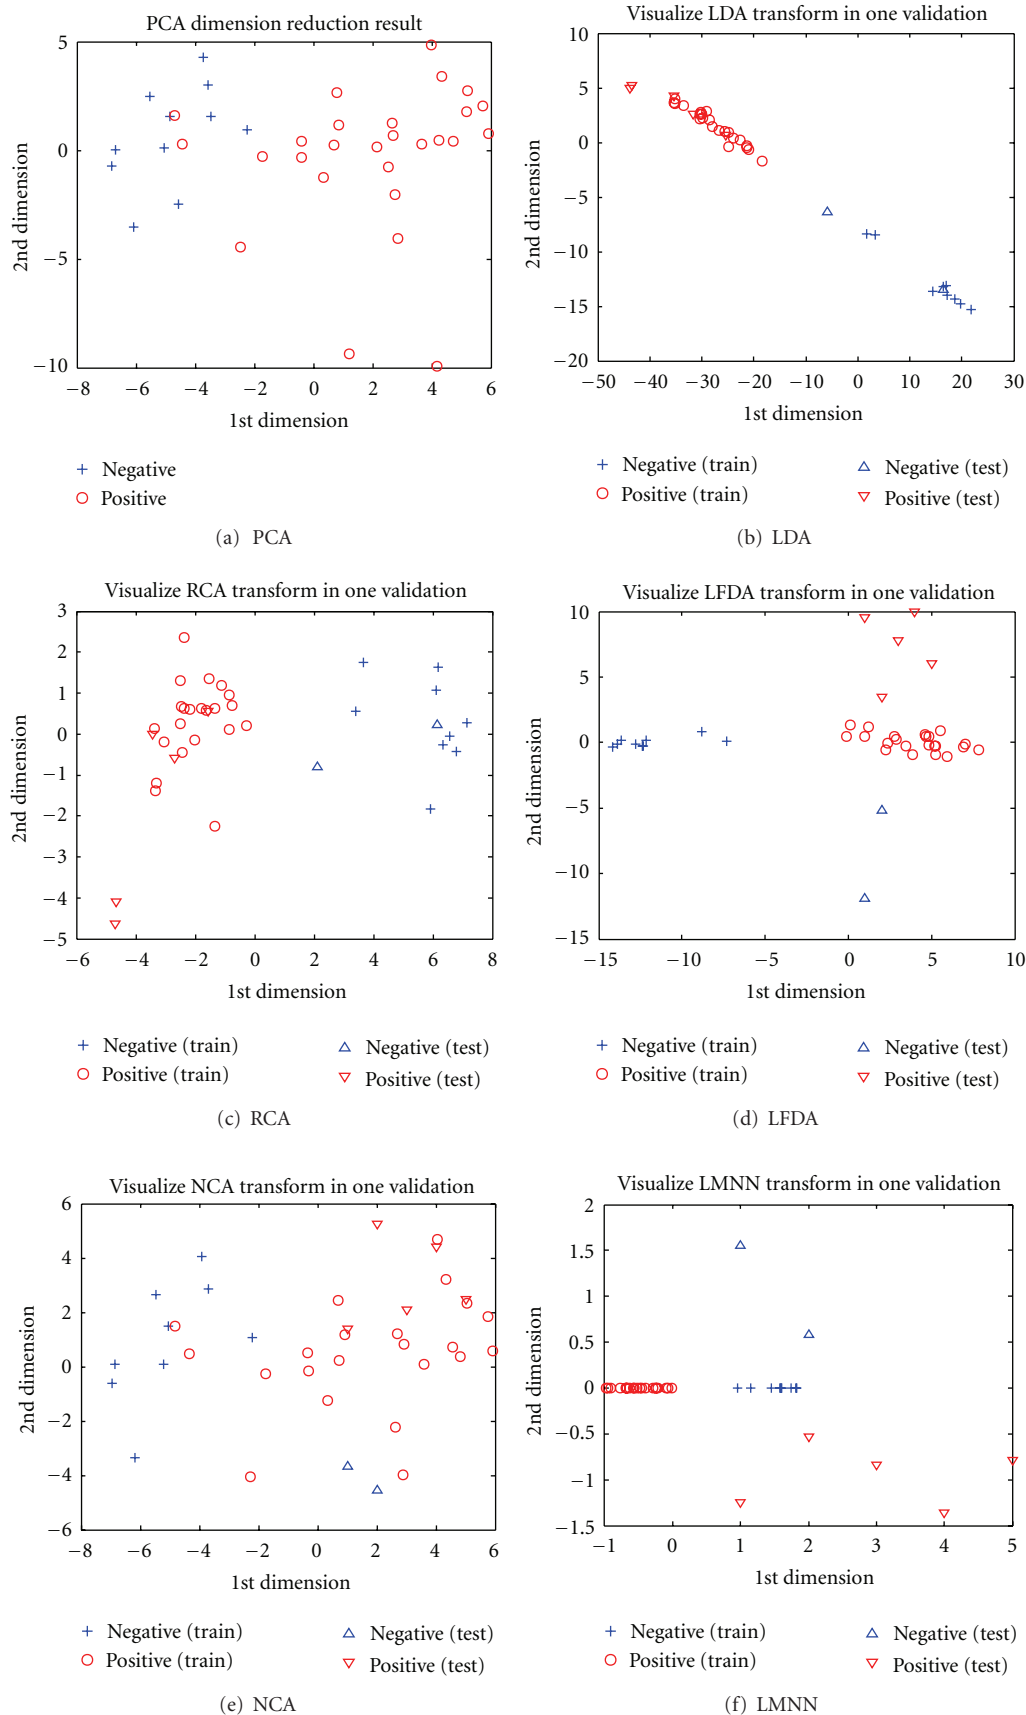 PCA dimension reduction result
5
0
−5
−10
−8 −6 −4 −2 0 2 4 6
2nd dimension
1st dimension
Negative
Positive
(a) PCA
Visualize LDA transform in one validation
10
5
0
−5
−10
−15
−20
−50 −40 −30 −20 −10 0 10 20 30
2nd dimension
1st dimension
Negative (train)
Positive (train)
Negative (test)
Positive (test)
(b) LDA
Visualize RCA transform in one validation
3
2
1
0
−1
−2
−3
−4
−5
−6 −4 −2 0 2 4 6 8
2nd dimension
1st dimension
Negative (train)
Positive (train)
Negative (test)
Positive (test)
(c) RCA
Visualize LFDA transform in one validation
10
5
0
−5
−10
−15
−15 −10 −5 0 5 10
2nd dimension
1st dimension
Negative (train)
Positive (train)
Negative (test)
Positive (test)
(d) LFDA
Visualize NCA transform in one validation
6
4
2
0
−2
−4
−6
−8 −6 −4 −2 0 2 4 6
2nd dimension
1st dimension
Negative (train)
Positive (train)
Negative (test)
Positive (test)
(e) NCA
Visualize LMNN transform in one validation
2
1.5
1
0.5
0
−0.5
−1
−1.5
−1 0 1 2 3 4 5
2nd dimension
1st dimension
Negative (train)
Positive (train)
Negative (test)
Positive (test)
(f) LMNN